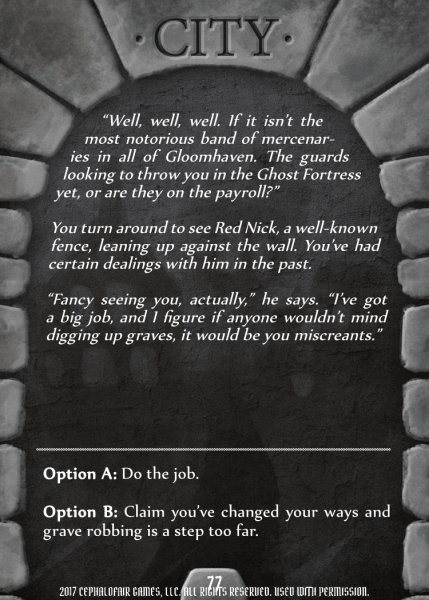 · CITY ·
“Well, well, well. If it isn’t the
most notorious band of mercenar-
ies in all of Gloomhaven. The guards
looking to throw you in the Ghost Fortress
yet, or are they on the payroll?”
You turn around to see Red Nick, a well-known
fence, leaning up against the wall. You’ve had
certain dealings with him in the past.
“Fancy seeing you, actually,” he says. “I’ve got
a big job, and I figure if anyone wouldn’t mind
digging up graves, it would be you miscreants.”
Option A: Do the job.
Option B: Claim you’ve changed your ways and
grave robbing is a step too far.
77
2017 CEPHALOFAIR GAMES, LLC. ALL RIGHTS RESERVED. USED WITH PERMISSION.